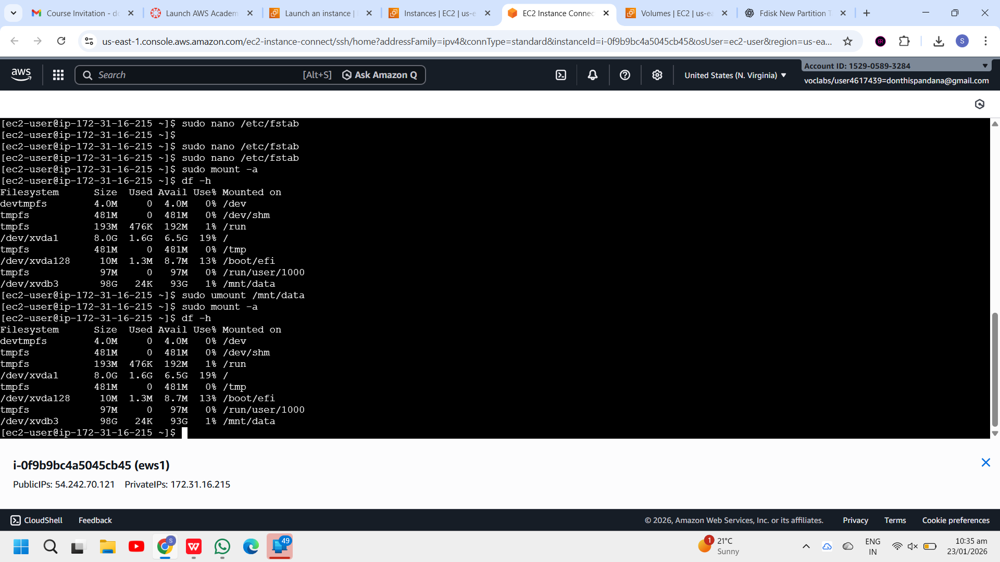 Course Invitation - do
Launch AWS Academ
Launch an instance |
Instances | EC2 | us-e
EC2 Instance Connec
Volumes | EC2 | us-ea
Fdisk New Partition T
us-east-1.console.aws.amazon.com/ec2-instance-connect/ssh/home?addressFamily=ipv4&connType=standard&instanceId=i-0f9b9bc4a5045cb45&osUser=ec2-user&region=us-ea...
S
aws
Search
[Alt+S]
Ask Amazon Q
United States (N. Virginia)
Account ID: 1529-0589-3284
voclabs/user4617439=donthispandana@gmail.com
[ec2-user@ip-172-31-16-215 ~]$ sudo nano /etc/fstab
[ec2-user@ip-172-31-16-215 ~]$
[ec2-user@ip-172-31-16-215 ~]$ sudo nano /etc/fstab
[ec2-user@ip-172-31-16-215 ~]$ sudo nano /etc/fstab
[ec2-user@ip-172-31-16-215 ~]$ sudo mount -a
[ec2-user@ip-172-31-16-215 ~]$ df -h
Filesystem      Size  Used Avail Use% Mounted on
devtmpfs        4.0M     0  4.0M   0% /dev
tmpfs           481M     0  481M   0% /dev/shm
tmpfs           193M  476K  192M   1% /run
/dev/xvda1      8.0G  1.6G  6.5G  19% /
tmpfs           481M     0  481M   0% /tmp
/dev/xvda128     10M  1.3M  8.7M  13% /boot/efi
tmpfs            97M     0   97M   0% /run/user/1000
/dev/xvdb3       98G   24K   93G   1% /mnt/data
[ec2-user@ip-172-31-16-215 ~]$ sudo umount /mnt/data
[ec2-user@ip-172-31-16-215 ~]$ sudo mount -a
[ec2-user@ip-172-31-16-215 ~]$ df -h
Filesystem      Size  Used Avail Use% Mounted on
devtmpfs        4.0M     0  4.0M   0% /dev
tmpfs           481M     0  481M   0% /dev/shm
tmpfs           193M  476K  192M   1% /run
/dev/xvda1      8.0G  1.6G  6.5G  19% /
tmpfs           481M     0  481M   0% /tmp
/dev/xvda128     10M  1.3M  8.7M  13% /boot/efi
tmpfs            97M     0   97M   0% /run/user/1000
/dev/xvdb3       98G   24K   93G   1% /mnt/data
[ec2-user@ip-172-31-16-215 ~]$
i-0f9b9bc4a5045cb45 (ews1)
PublicIPs: 54.242.70.121    PrivateIPs: 172.31.16.215
CloudShell
Feedback
© 2026, Amazon Web Services, Inc. or its affiliates.
Privacy
Terms
Cookie preferences
S
49
1
21°C
Sunny
ENG
IN
10:35 am
23/01/2026